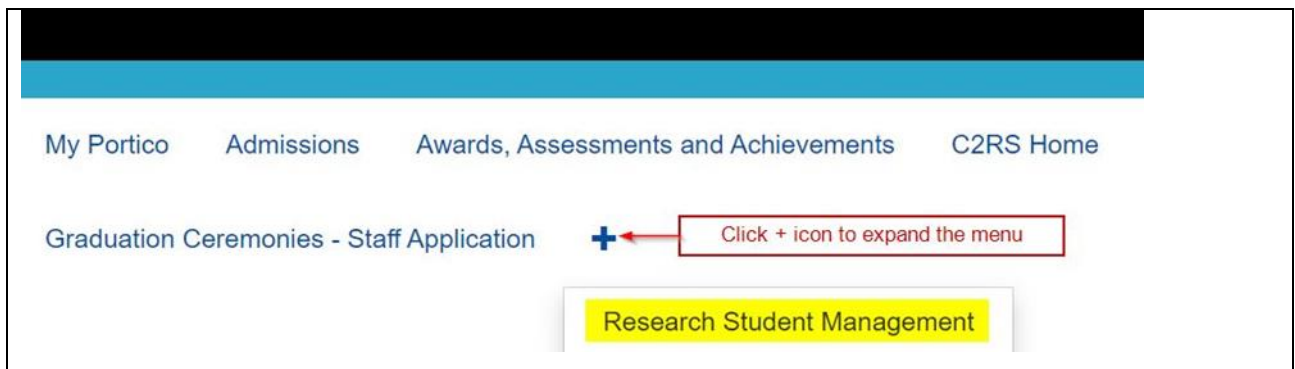 My Portico Admissions Awards, Assessments and Achievements C2RS Home
Graduation Ceremonies - Staff Application + Click + icon to expand the menu
Research Student Management